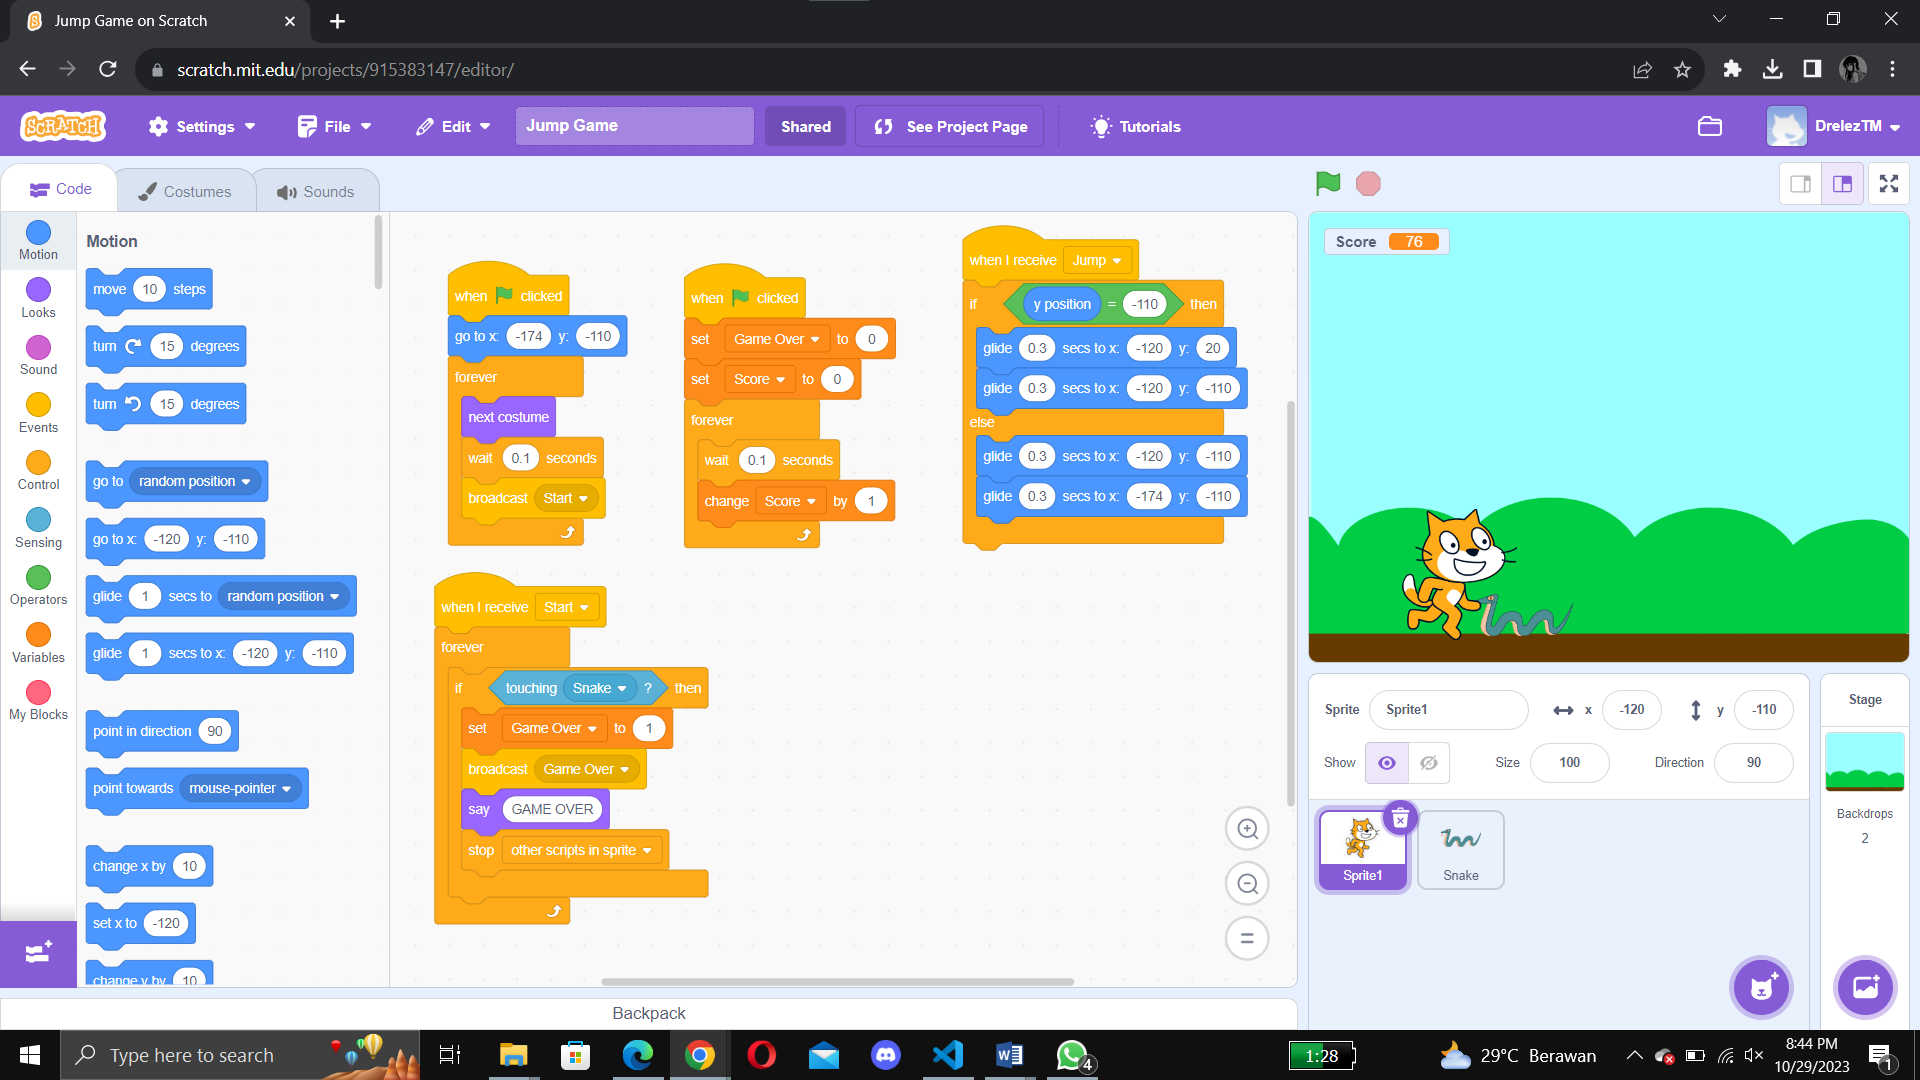 Jump Game on Scratch
scratch.mit.edu/projects/915383147/editor/
SCRATCH
Settings
File
Edit
Jump Game
Shared
See Project Page
Tutorials
DrelezTM
Code
Costumes
Sounds
Motion
Looks
Sound
Events
Control
Sensing
Operators
Variables
My Blocks
Motion
move 10 steps
turn 15 degrees
turn 15 degrees
go to random position
go to x: -120 y: -110
glide 1 secs to random position
glide 1 secs to x: -120 y: -110
point in direction 90
point towards mouse-pointer
change x by 10
set x to -120
change y by 10
when clicked
go to x: -174 y: -110
forever
next costume
wait 0.1 seconds
broadcast Start
when clicked
set Game Over to 0
set Score to 0
forever
wait 0.1 seconds
change Score by 1
when I receive Jump
if y position = -110 then
glide 0.3 secs to x: -120 y: 20
glide 0.3 secs to x: -120 y: -110
else
glide 0.3 secs to x: -120 y: -110
glide 0.3 secs to x: -174 y: -110
when I receive Start
forever
if touching Snake ? then
set Game Over to 1
broadcast Game Over
say GAME OVER
stop other scripts in sprite
Backpack
Score 76
Sprite Sprite1 x -120 y -110
Show Size 100 Direction 90
Sprite1
Snake
Stage
Backdrops
2
Type here to search
4
1:28
29°C Berawan
8:44 PM
10/29/2023
1